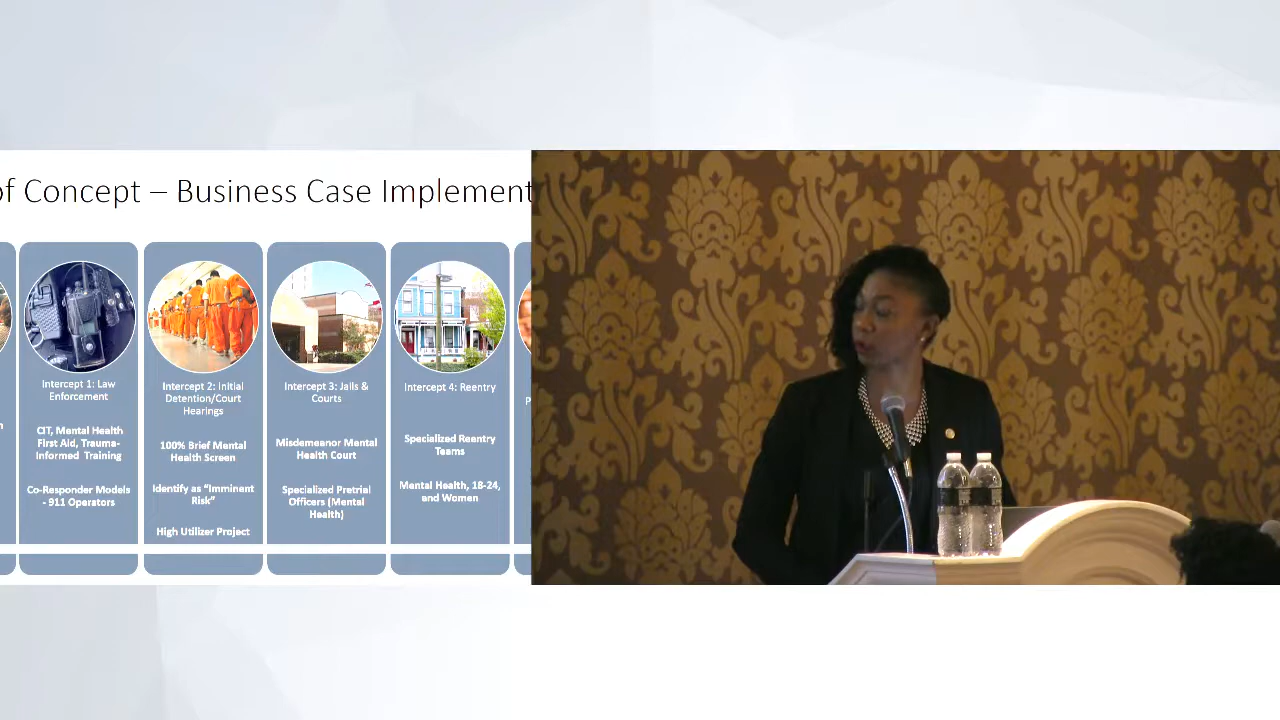 of Concept – Business Case Implement
Intercept 1: Law
Enforcement
CIT, Mental Health
First Aid, Trauma-
Informed Training
Co-Responder Models
- 911 Operators
Intercept 2: Initial
Detention/Court
Hearings
100% Brief Mental
Health Screen
Identify as “Imminent
Risk”
High Utilizer Project
Intercept 3: Jails &
Courts
Misdemeanor Mental
Health Court
Specialized Pretrial
Officers (Mental
Health)
Intercept 4: Reentry
Specialized Reentry
Teams
Mental Health, 18-24,
and Women